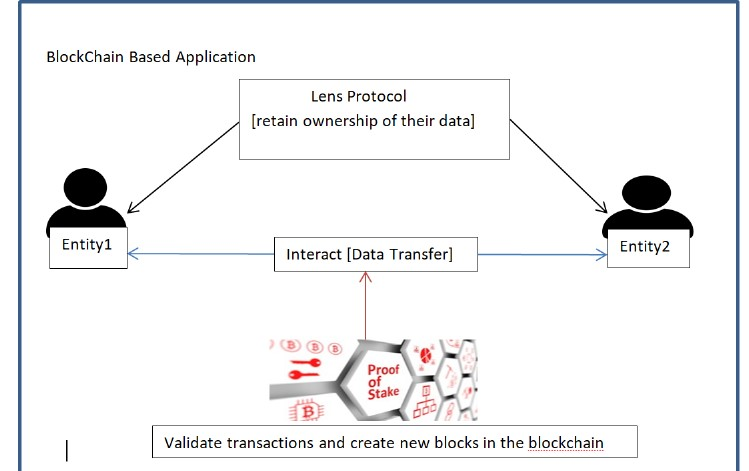 BlockChain Based Application
Lens Protocol
[retain ownership of their data]
Entity1
Interact [Data Transfer]
Entity2
Proof
of
Stake
Validate transactions and create new blocks in the blockchain